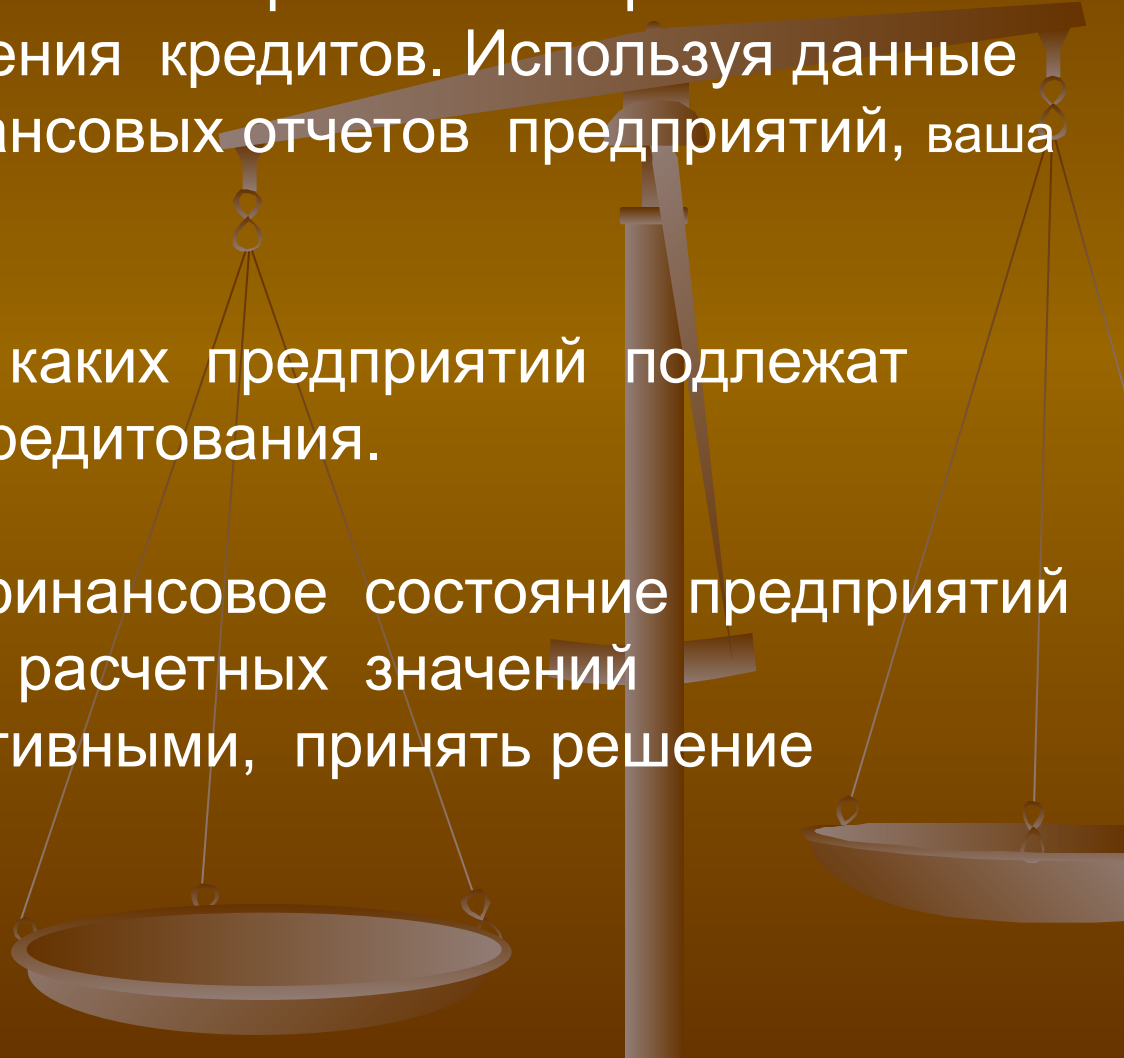 ения кредитов. Используя данные
ансовых отчетов предприятий, ваша
каких предприятий подлежат
редитования.
финансовое состояние предприятий
расчетных значений
тивными, принять решение